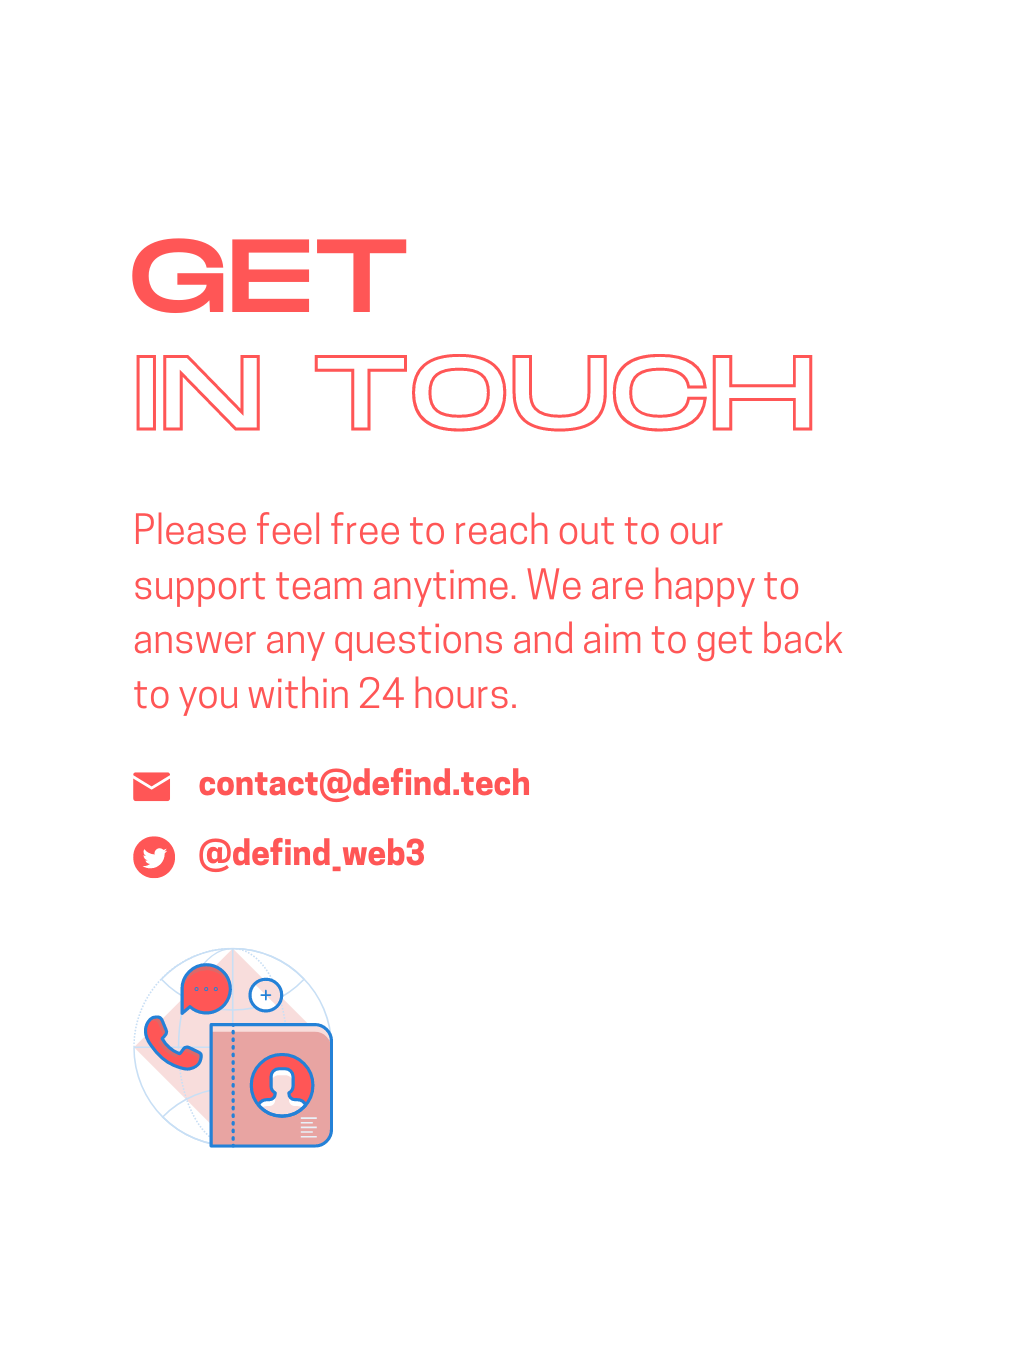 GET
IN TOUCH
Please feel free to reach out to our
support team anytime. We are happy to
answer any questions and aim to get back
to you within 24 hours.
contact@defind.tech
@defind_web3